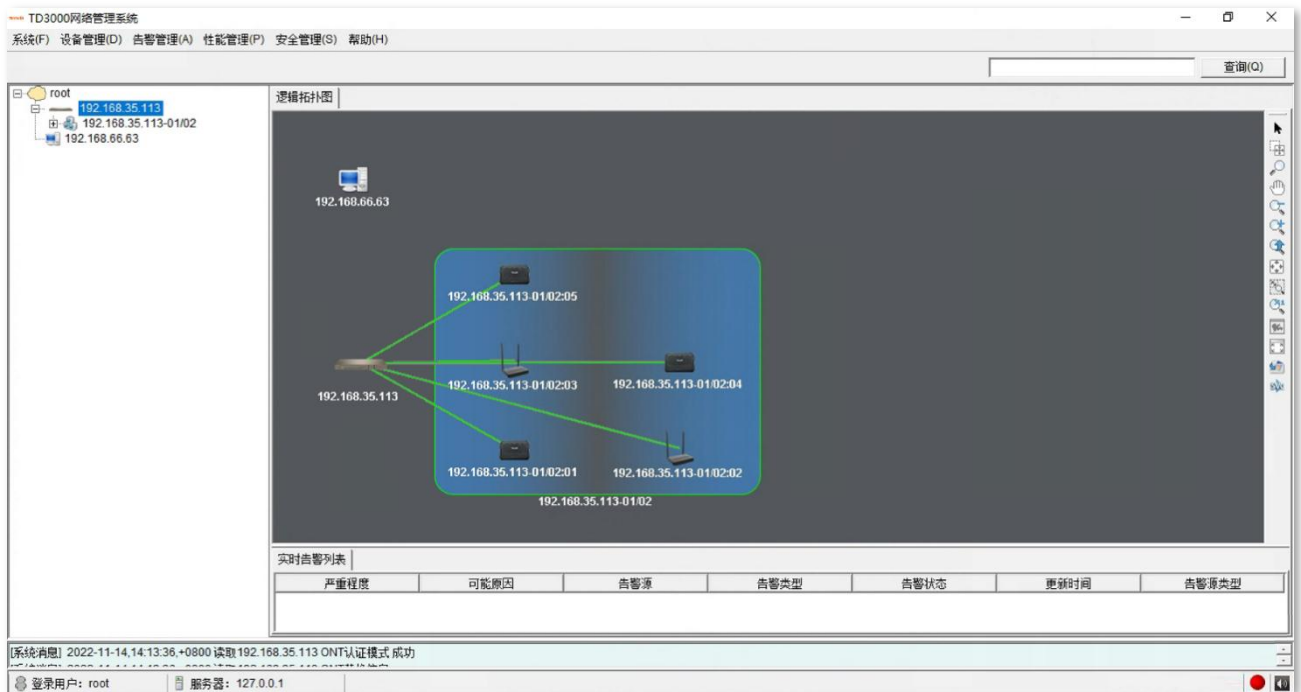 TD3000网络管理系统
系统(F) 设备管理(D) 告警管理(A) 性能管理(P) 安全管理(S) 帮助(H)
查询(Q)
root
192.168.35.113
192.168.35.113-01/02
192.168.66.63
逻辑拓扑图
192.168.66.63
192.168.35.113-01/02:05
192.168.35.113-01/02:03
192.168.35.113-01/02:04
192.168.35.113
192.168.35.113-01/02:01
192.168.35.113-01/02:02
192.168.35.113-01/02
实时告警列表
严重程度 可能原因 告警源 告警类型 告警状态 更新时间 告警源类型
[系统消息] 2022-11-14,14:13:36,+0800 读取192.168.35.113 ONT认证模式 成功
登录用户: root 服务器: 127.0.0.1